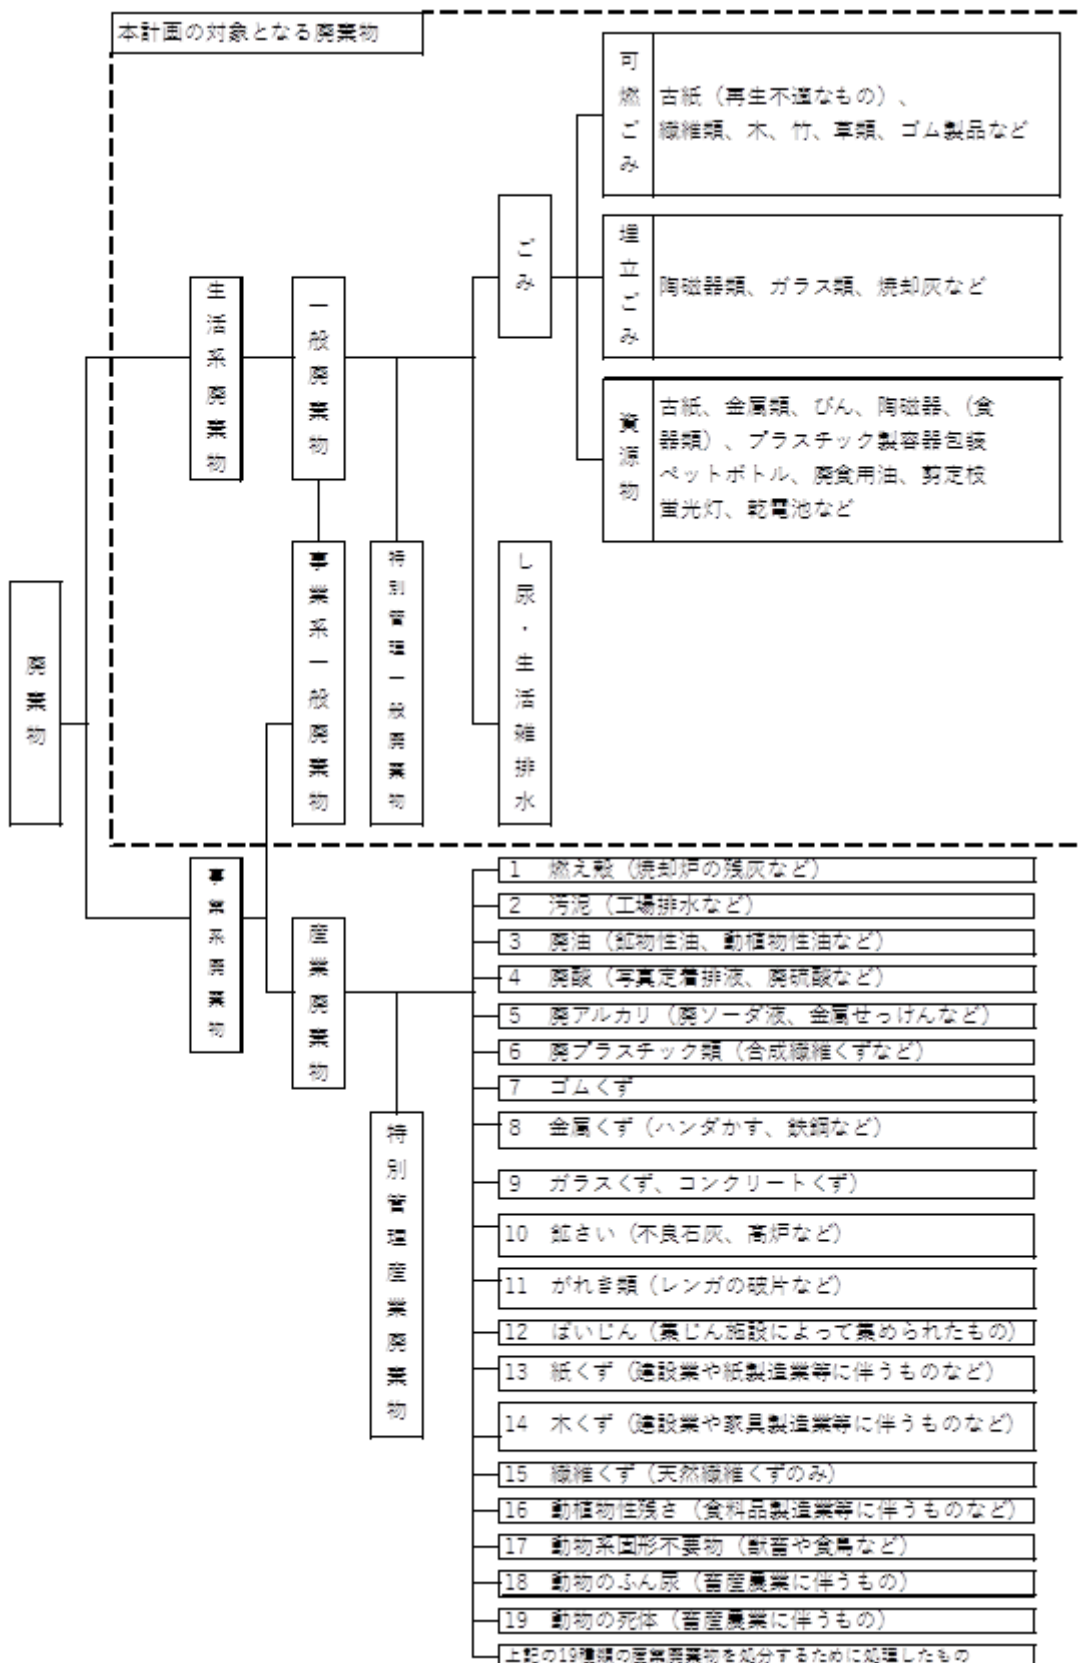 本計画の対象となる廃棄物
可燃ごみ
古紙（再生不適なもの）、
繊維類、木、竹、草類、ゴム製品など
ごみ
埋立ごみ
陶磁器類、ガラス類、焼却灰など
生活系廃棄物
一般廃棄物
資源物
古紙、金属類、びん、陶磁器、(食
器類）、プラスチック製容器包装
ペットボトル、廃食用油、剪定枝
蛍光灯、乾電池など
廃棄物
事業系一般廃棄物
特別管理一般廃棄物
し尿・生活雑排水
事業系廃棄物
産業廃棄物
特別管理産業廃棄物
1 燃え殻（焼却炉の残灰など）
2 汚泥（工場排水など）
3 廃油（鉱物性油、動植物性油など）
4 廃酸（写真定着排液、廃硫酸など）
5 廃アルカリ（廃ソーダ液、金属せっけんなど）
6 廃プラスチック類（合成繊維くずなど）
7 ゴムくず
8 金属くず（ハンダかす、鉄鋼など）
9 ガラスくず、コンクリートくず）
10 鉱さい（不良石灰、高炉など）
11 がれき類（レンガの破片など）
12 ばいじん（集じん施設によって集められたもの）
13 紙くず（建設業や紙製造業等に伴うものなど）
14 木くず（建設業や家具製造業等に伴うものなど）
15 繊維くず（天然繊維くずのみ）
16 動植物性残さ（食料品製造業等に伴うものなど）
17 動物系固形不要物（獣畜や食鳥など）
18 動物のふん尿（畜産農業に伴うもの）
19 動物の死体（畜産農業に伴うもの）
上記の19種類の産業廃棄物を処分するために処理したもの